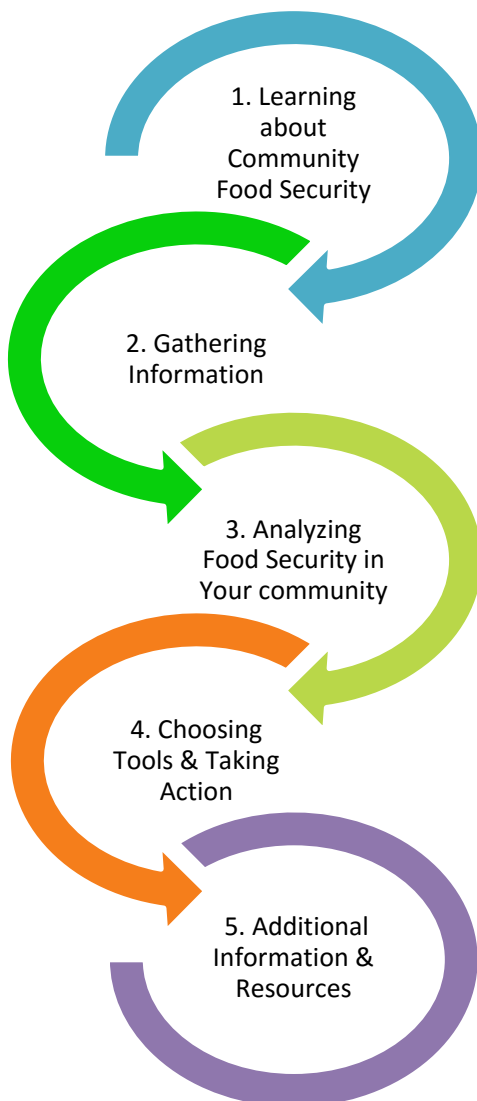 1. Learning
about
Community
Food Security
2. Gathering
Information
3. Analyzing
Food Security in
Your community
4. Choosing
Tools & Taking
Action
5. Additional
Information &
Resources